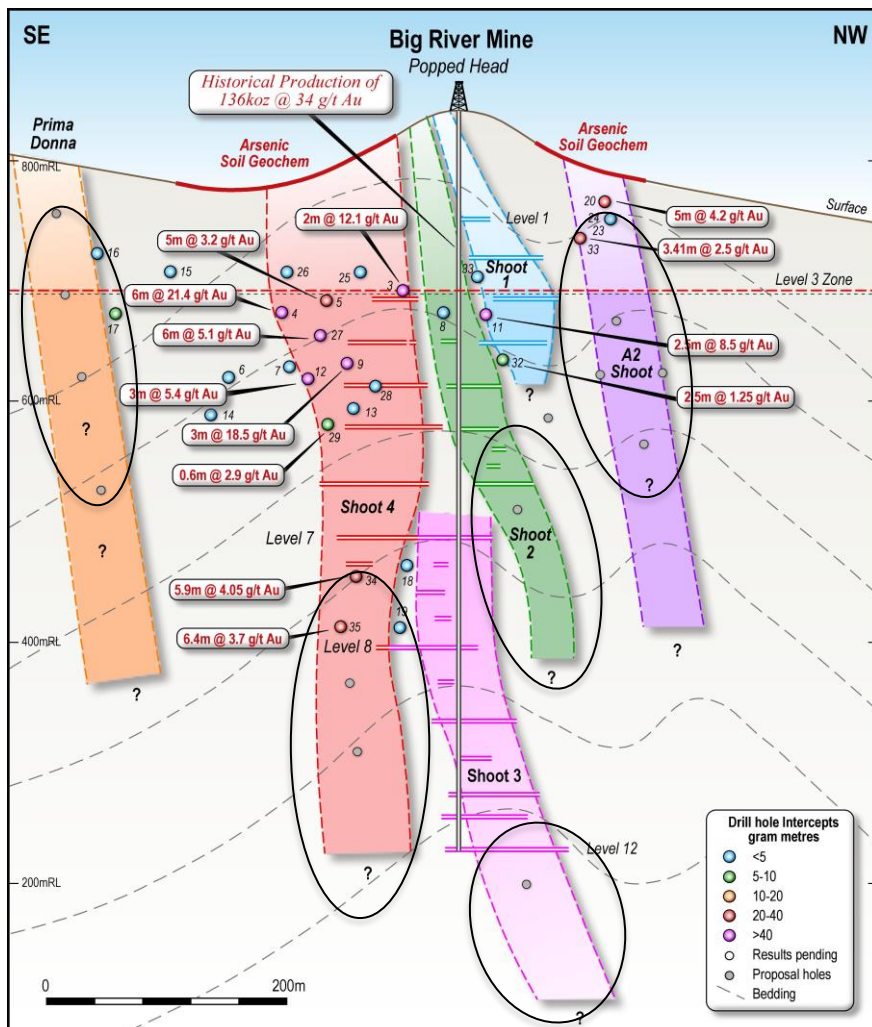 SE
Big River Mine
NW
Popped Head
Historical Production of
136koz @ 34 g/t Au
Prima
Donna
Arsenic
Soil Geochem
Arsenic
Soil Geochem
800mRL
Surface
20
5m @ 4.2 g/t Au
24
23
33
3.41m @ 2.5 g/t Au
2m @ 12.1 g/t Au
Level 1
5m @ 3.2 g/t Au
16
15
26
25
33
Shoot
1
Level 3 Zone
6m @ 21.4 g/t Au
3
5
4
17
8
11
6m @ 5.1 g/t Au
27
2.5m @ 8.5 g/t Au
A2
Shoot
32
6
7
12
9
3m @ 5.4 g/t Au
28
2.5m @ 1.25 g/t Au
?
600mRL
14
13
3m @ 18.5 g/t Au
29
?
0.6m @ 2.9 g/t Au
?
Shoot 4
Shoot
2
Level 7
?
5.9m @ 4.05 g/t Au
34
18
6.4m @ 3.7 g/t Au
35
19
400mRL
Level 8
?
?
?
Shoot 3
Level 12
?
200mRL
?
Drill hole Intercepts
gram metres
<5
5-10
10-20
20-40
>40
Results pending
Proposal holes
Bedding
0
200m